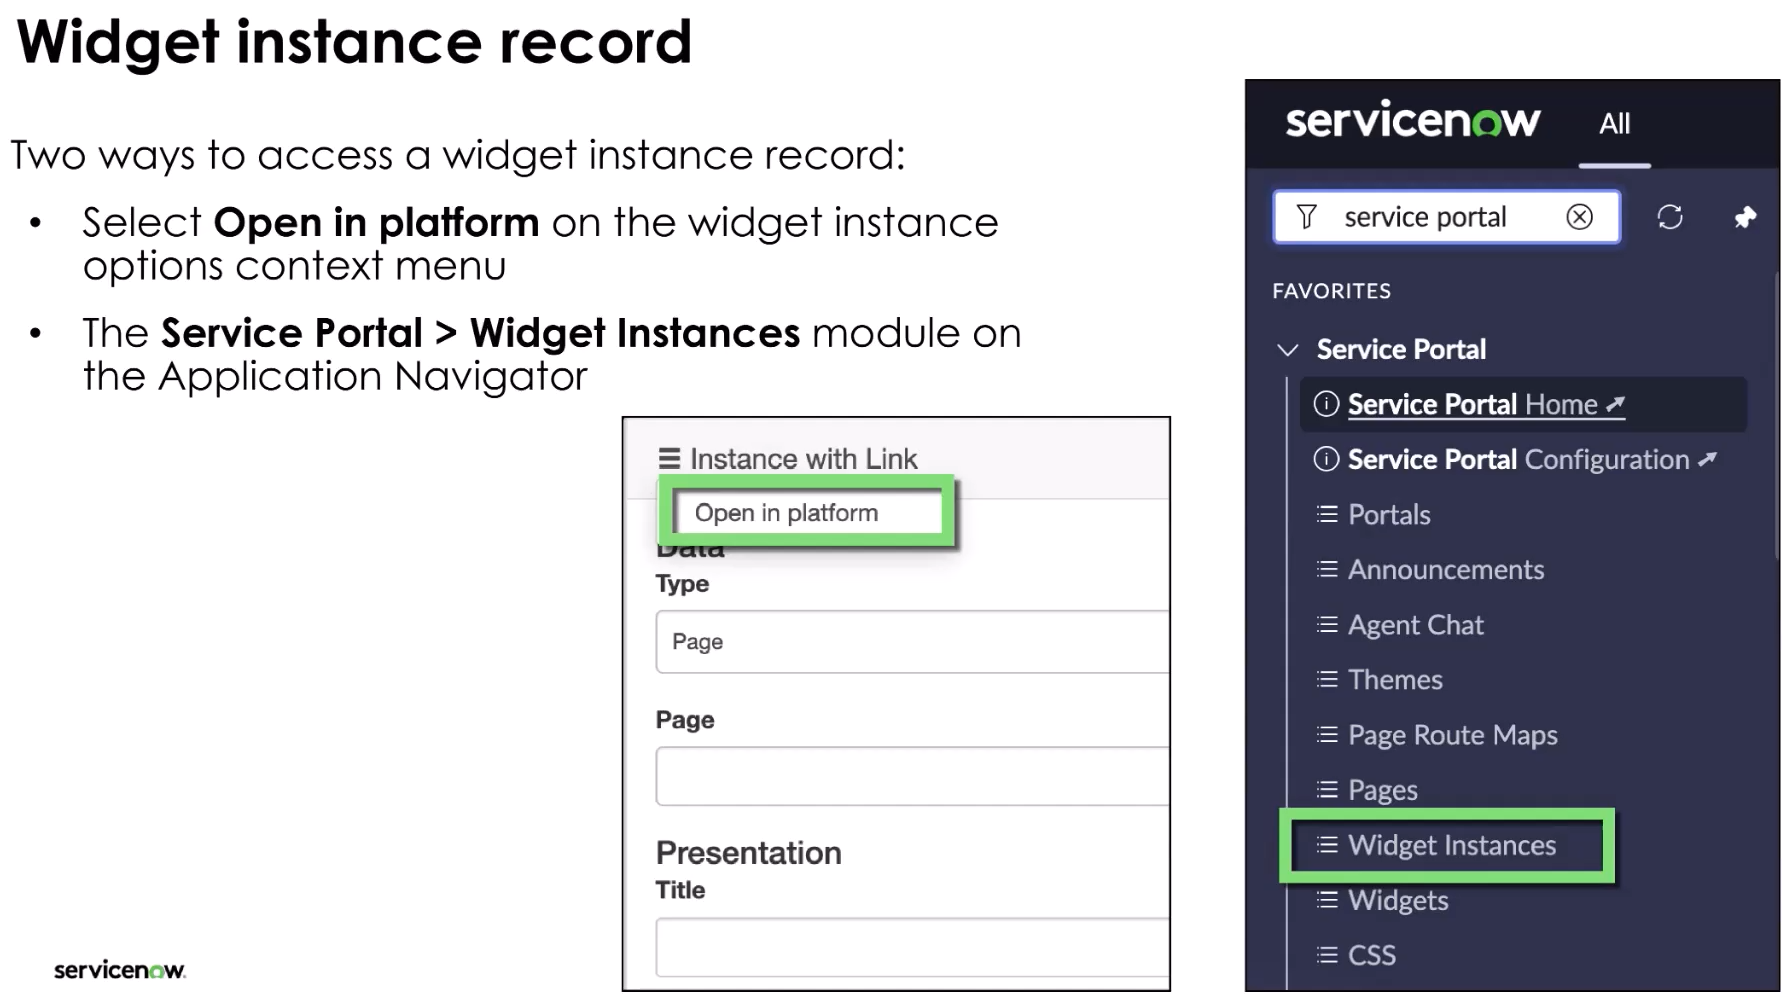 Widget instance record
Two ways to access a widget instance record:
• Select Open in platform on the widget instance
options context menu
• The Service Portal > Widget Instances module on
the Application Navigator
Instance with Link
Open in platform
Data
Type
Page
Page
Presentation
Title
servicenow
All
service portal
FAVORITES
Service Portal
Service Portal Home
Service Portal Configuration
Portals
Announcements
Agent Chat
Themes
Page Route Maps
Pages
Widget Instances
Widgets
CSS
servicenow.